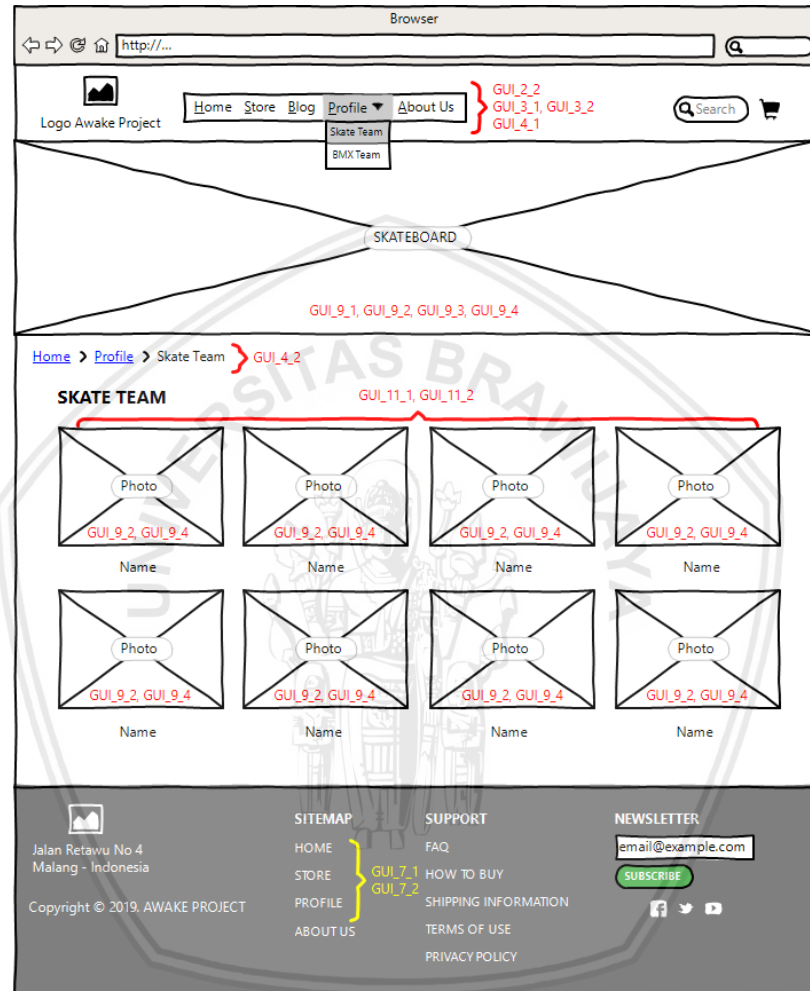 Browser
http://...
Logo Awake Project
Home Store Blog Profile About Us
GUI_2_2
GUI_3_1, GUI_3_2
GUI_4_1
Search
Skate Team
BMX Team
SKATEBOARD
GUI_9_1, GUI_9_2, GUI_9_3, GUI_9_4
Home > Profile > Skate Team
GUI_4_2
SKATE TEAM
GUI_11_1, GUI_11_2
Photo Photo Photo Photo
GUI_9_2, GUI_9_4 GUI_9_2, GUI_9_4 GUI_9_2, GUI_9_4 GUI_9_2, GUI_9_4
Name Name Name Name
Photo Photo Photo Photo
GUI_9_2, GUI_9_4 GUI_9_2, GUI_9_4 GUI_9_2, GUI_9_4 GUI_9_2, GUI_9_4
Name Name Name Name
UNIVERSITAS BRAWIJAYA
Jalan Retawu No 4
Malang - Indonesia
Copyright © 2019, AWAKE PROJECT
SITEMAP
HOME
STORE
PROFILE
ABOUT US
GUI_7_1
GUI_7_2
SUPPORT
FAQ
HOW TO BUY
SHIPPING INFORMATION
TERMS OF USE
PRIVACY POLICY
NEWSLETTER
email@example.com
SUBSCRIBE